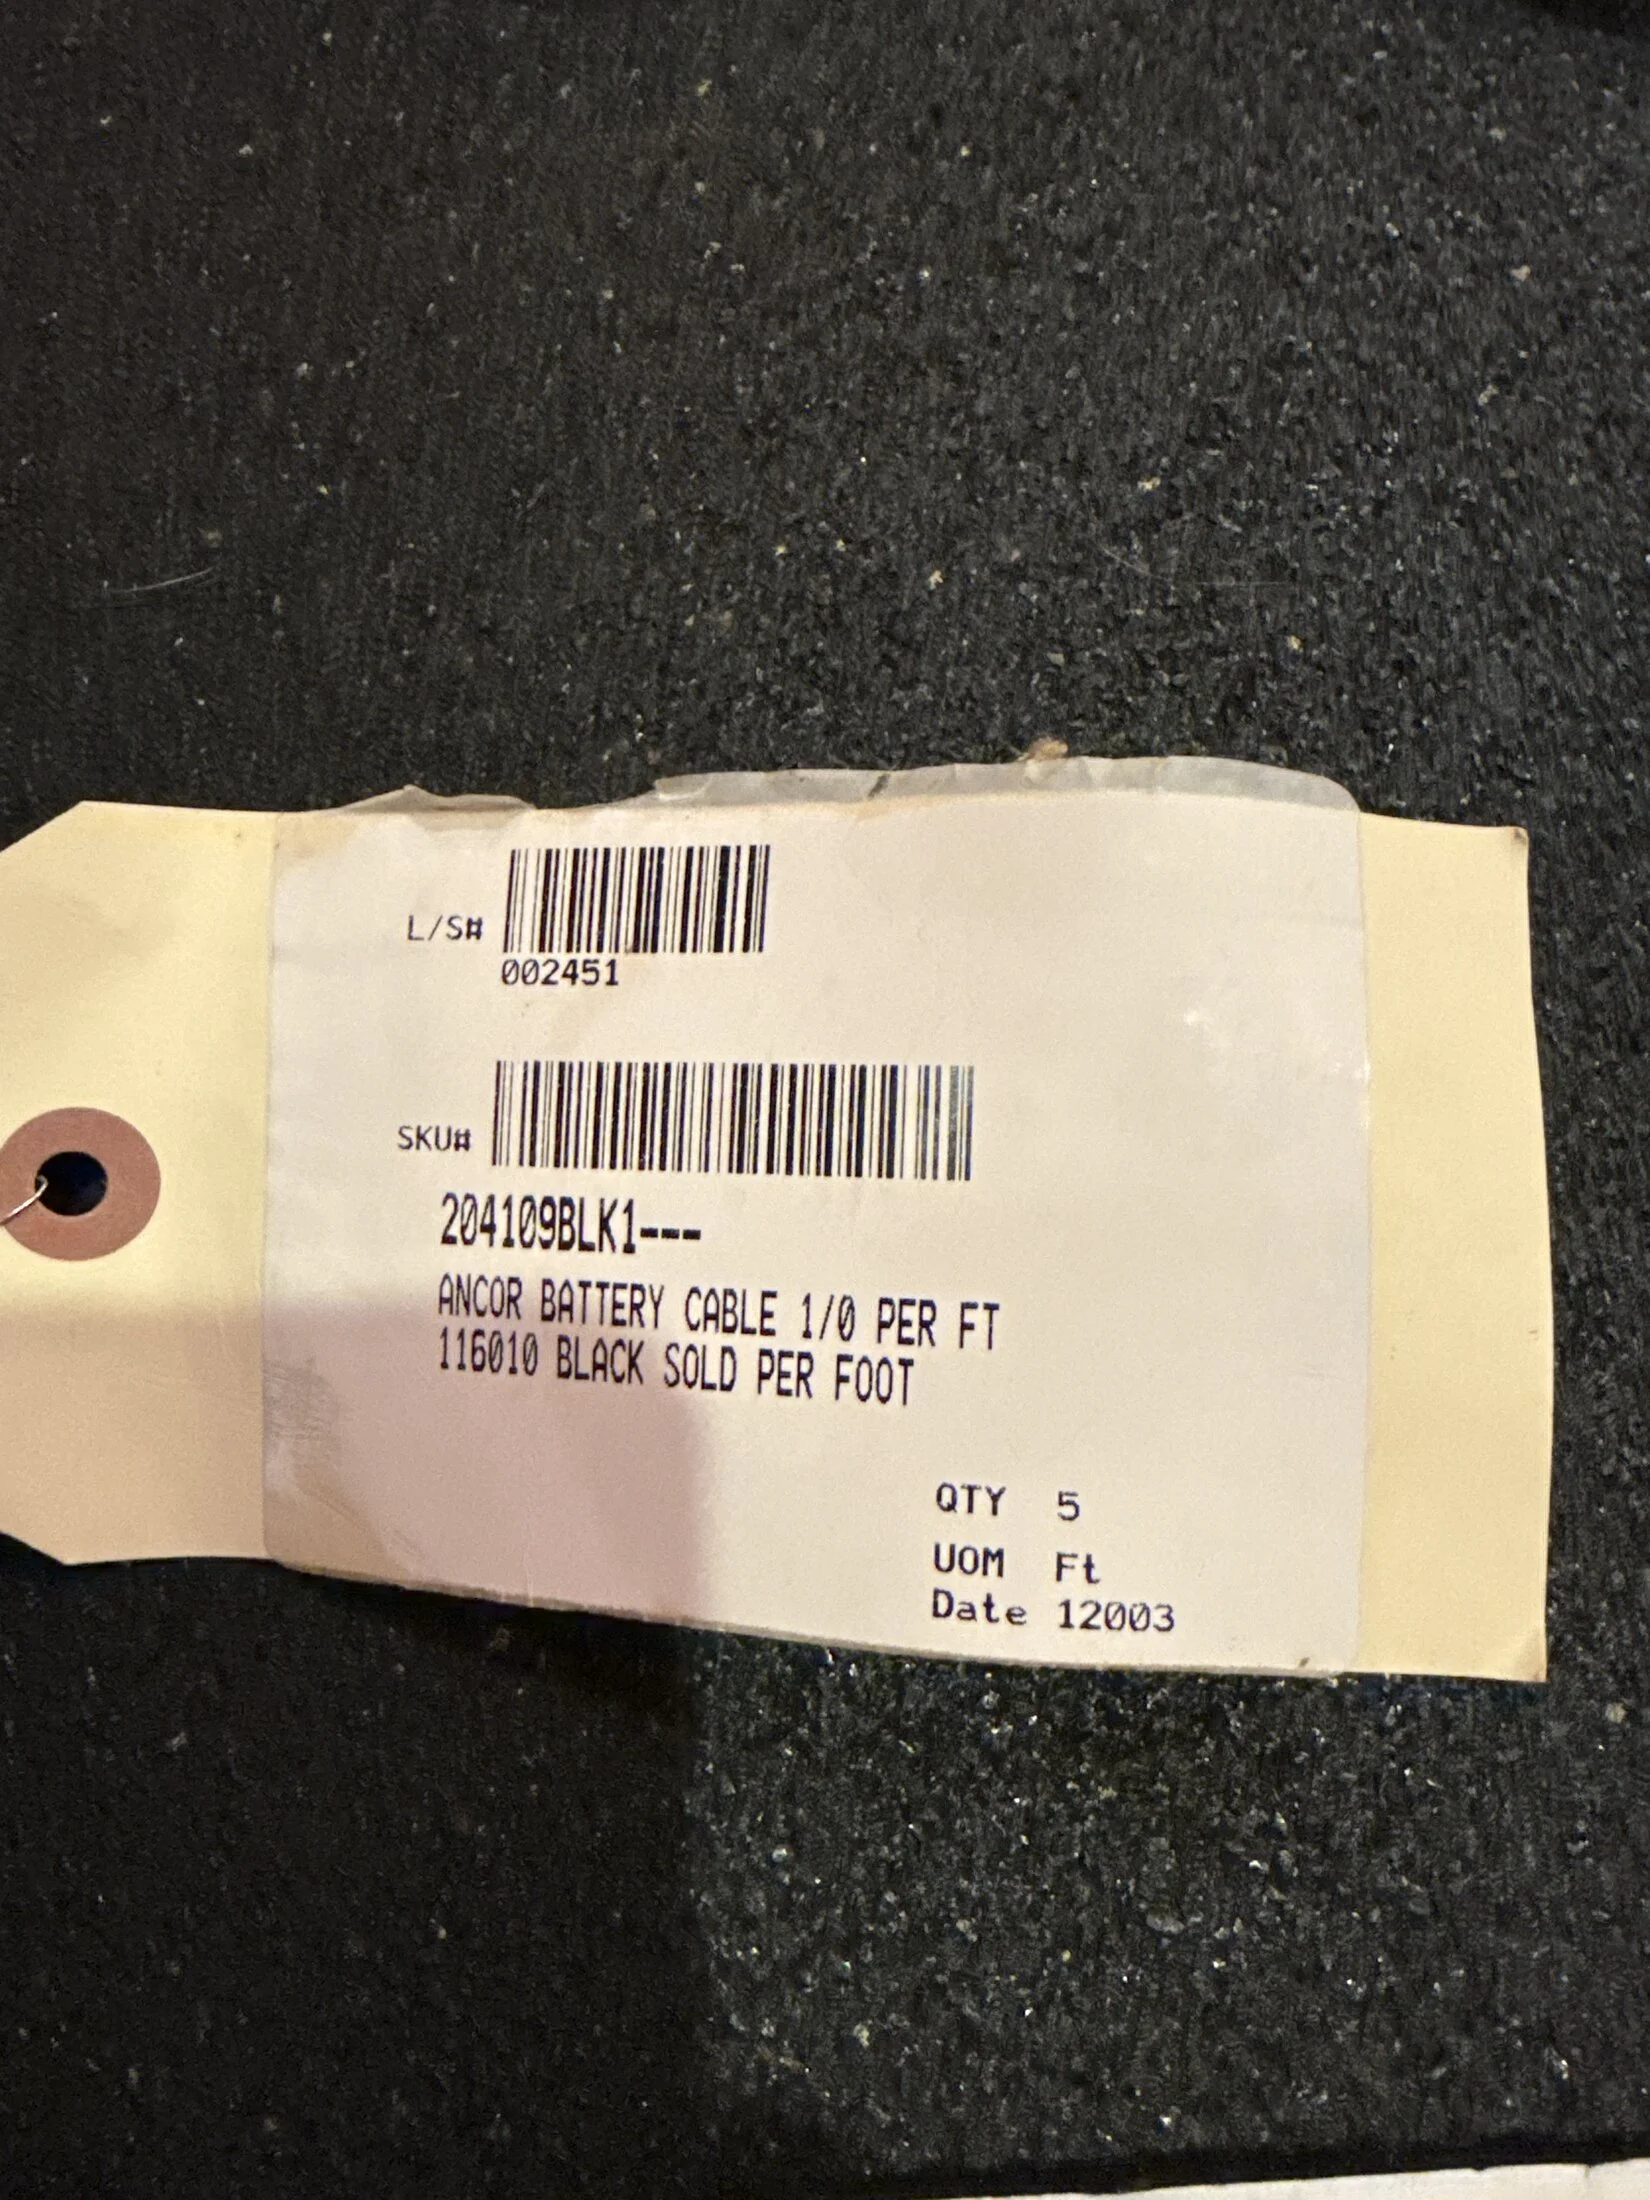 L/S#
002451
SKU#
204109BLK1---
ANCOR BATTERY CABLE 1/0 PER FT
116010 BLACK SOLD PER FOOT
QTY 5
UOM Ft
Date 12003